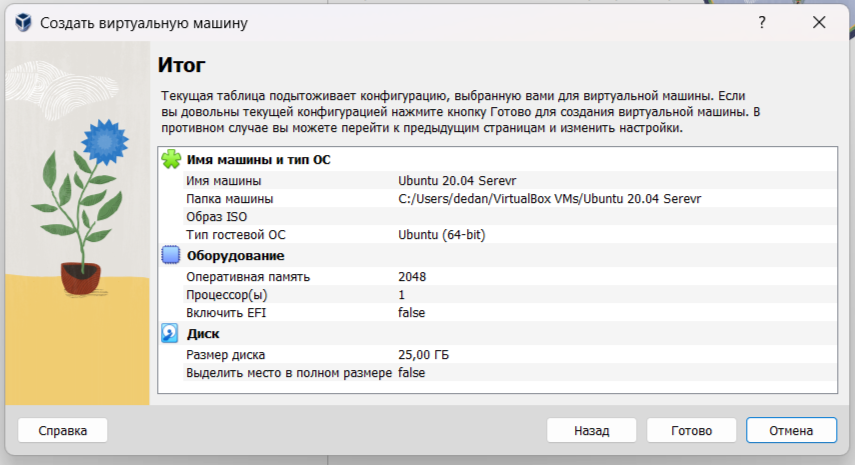 Создать виртуальную машину
?
Итог
Текущая таблица подытоживает конфигурацию, выбранную вами для виртуальной машины. Если
вы довольны текущей конфигурацией нажмите кнопку Готово для создания виртуальной машины. В
противном случае вы можете перейти к предыдущим страницам и изменить настройки.
Имя машины и тип ОС
Имя машины Ubuntu 20.04 Serevr
Папка машины C:/Users/dedan/VirtualBox VMs/Ubuntu 20.04 Serevr
Образ ISO
Тип гостевой ОС Ubuntu (64-bit)
Оборудование
Оперативная память 2048
Процессор(ы) 1
Включить EFI false
Диск
Размер диска 25,00 ГБ
Выделить место в полном размере false
Справка Назад Готово Отмена